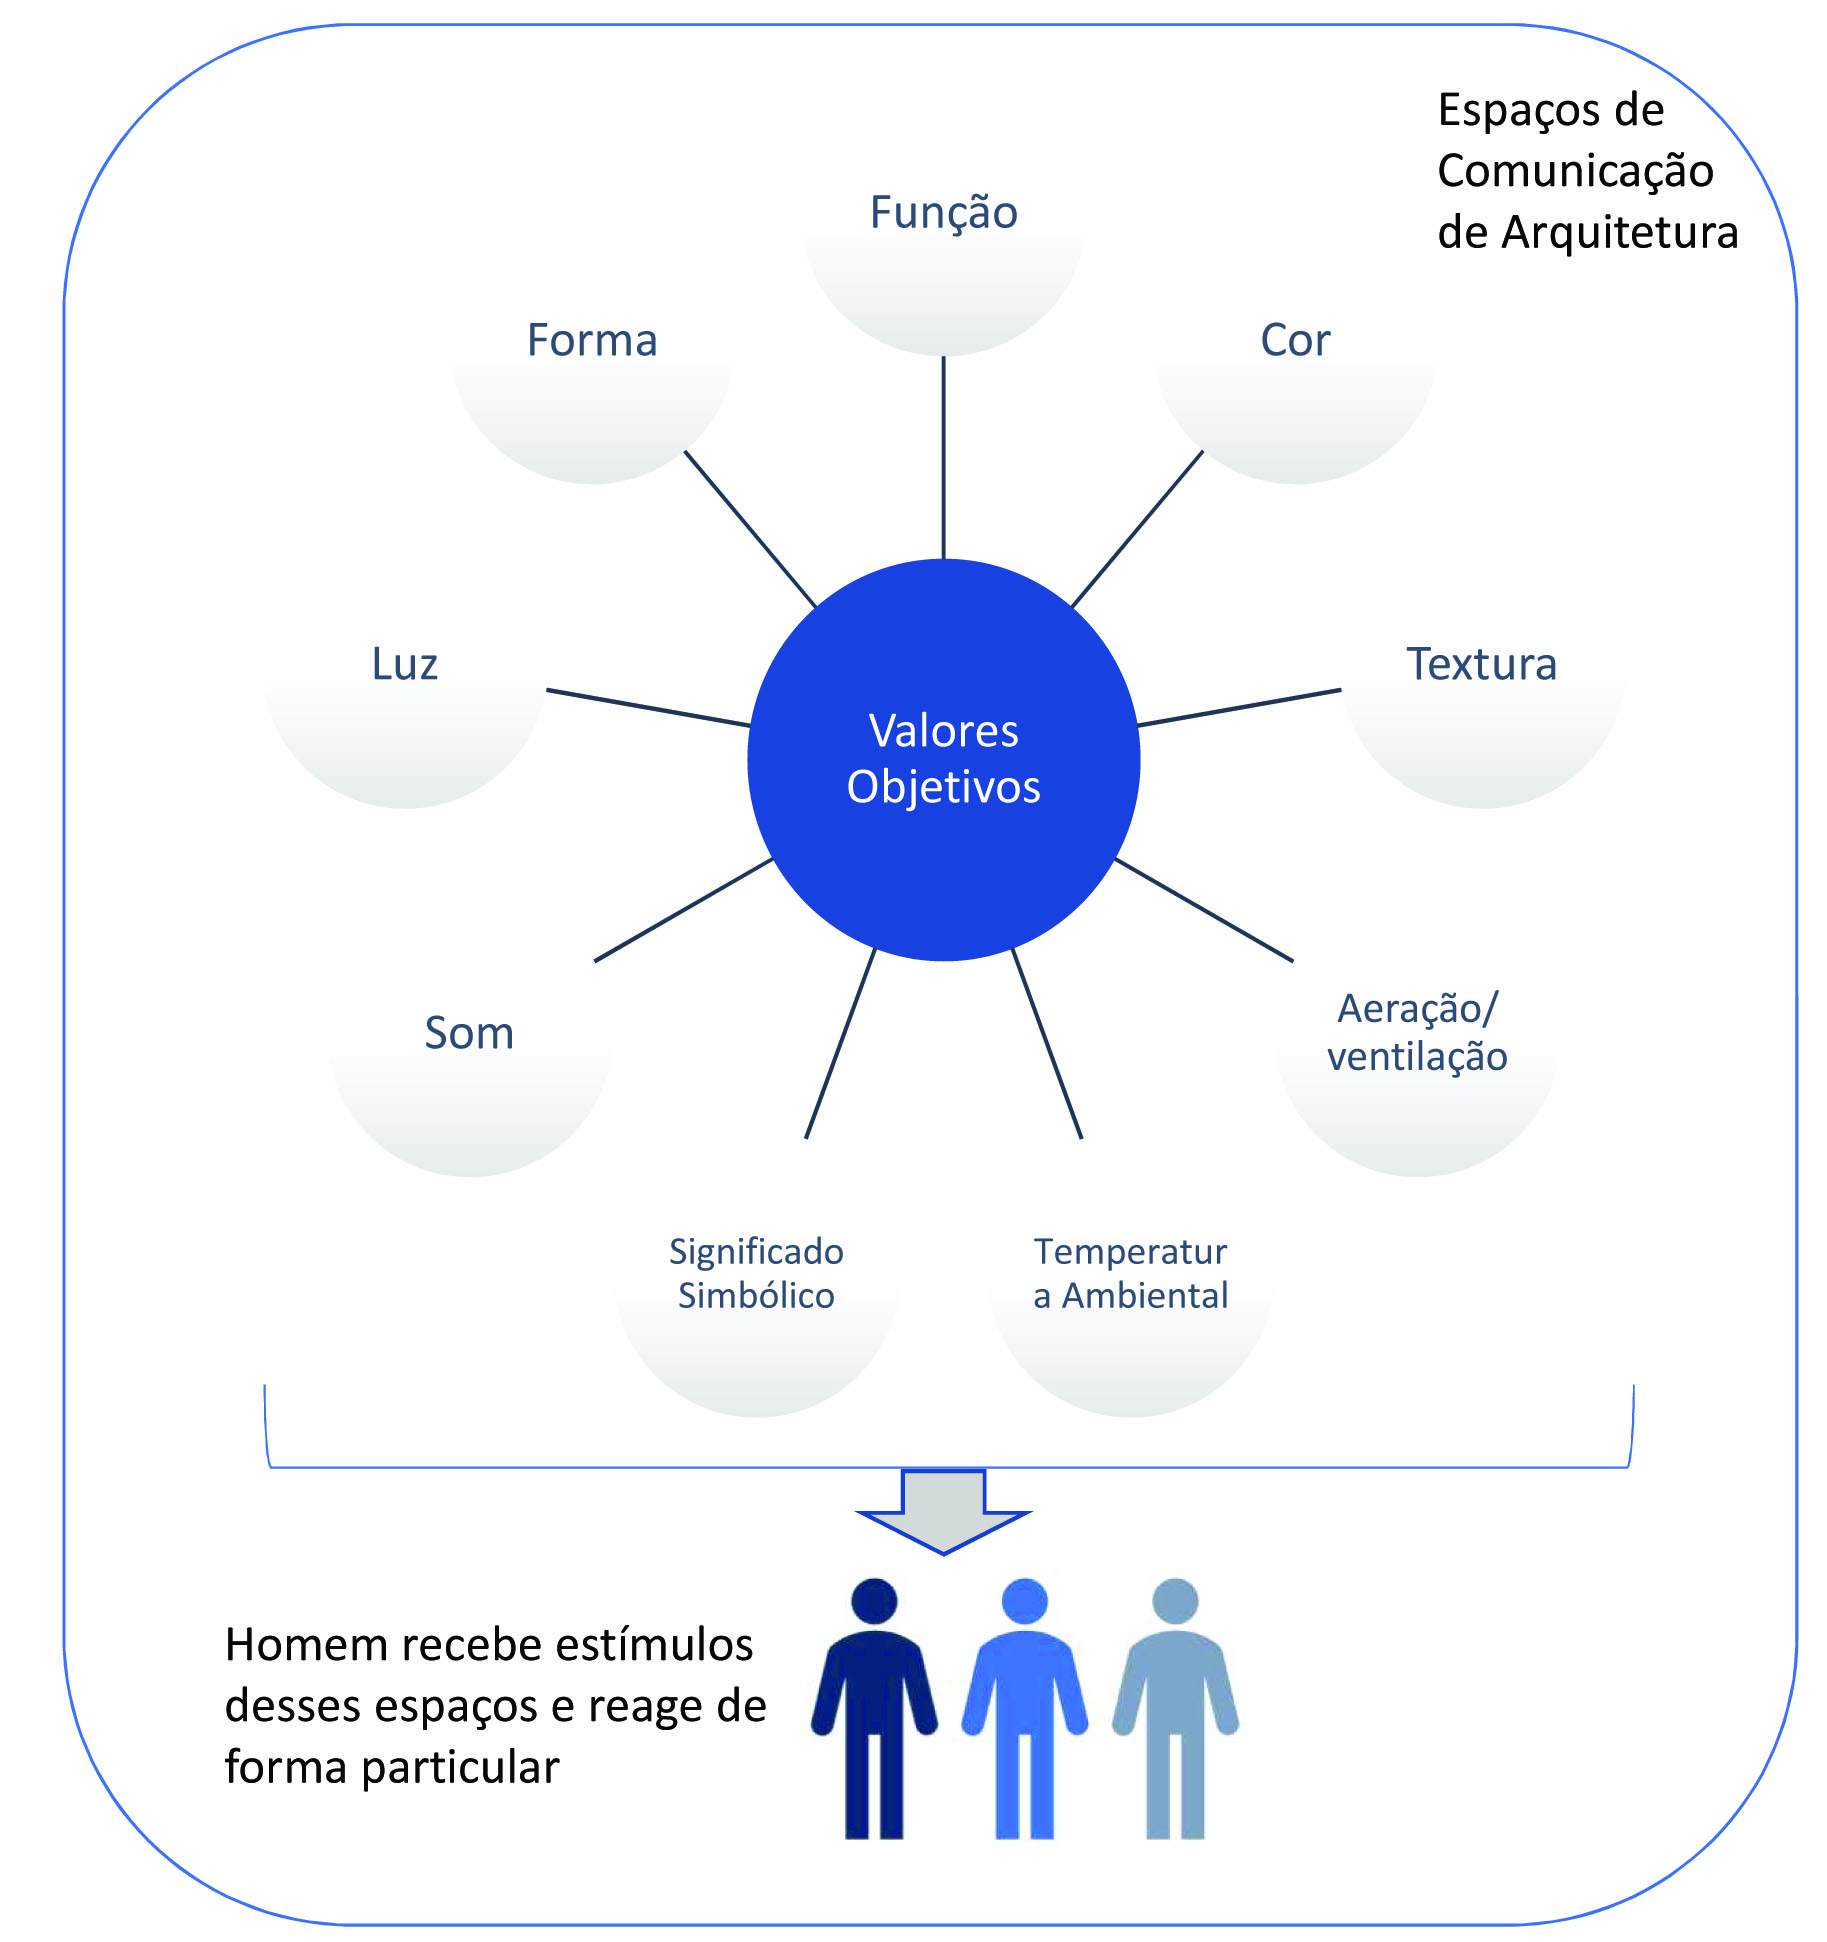 Espaços de
Comunicação
de Arquitetura
Função
Forma
Cor
Luz
Textura
Valores
Objetivos
Som
Aeração/
ventilação
Significado
Simbólico
Temperatur
a Ambiental
Homem recebe estímulos
desses espaços e reage de
forma particular